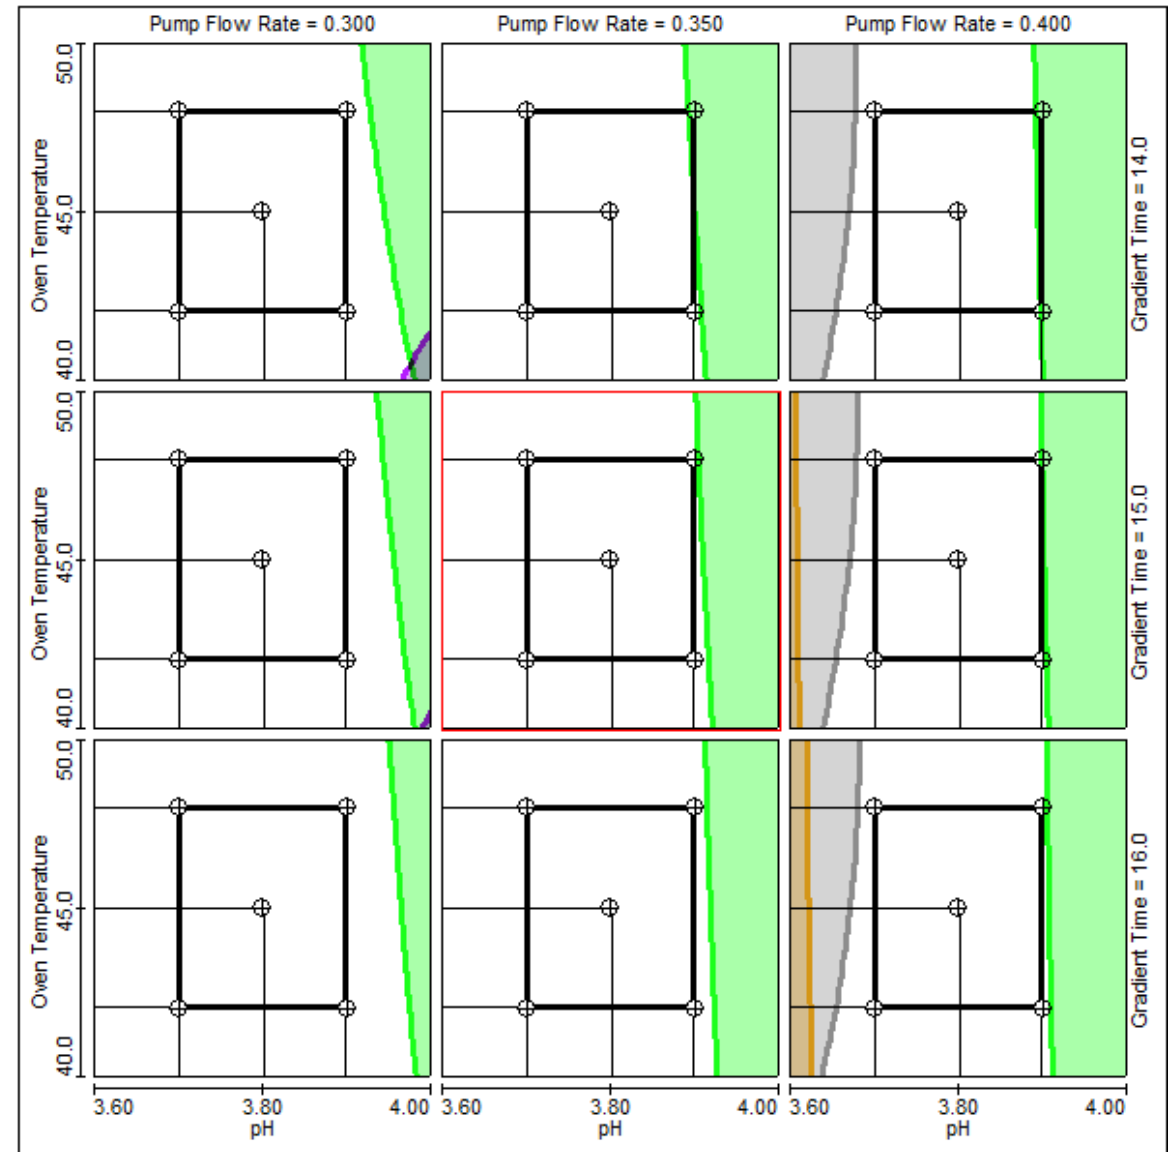 Pump Flow Rate = 0.300
Pump Flow Rate = 0.350
Pump Flow Rate = 0.400
50.0
45.0
40.0
Oven Temperature
Gradient Time = 14.0
50.0
45.0
40.0
Oven Temperature
Gradient Time = 15.0
50.0
45.0
40.0
Oven Temperature
Gradient Time = 16.0
3.60 3.80 4.00
pH
3.60 3.80 4.00
pH
3.60 3.80 4.00
pH